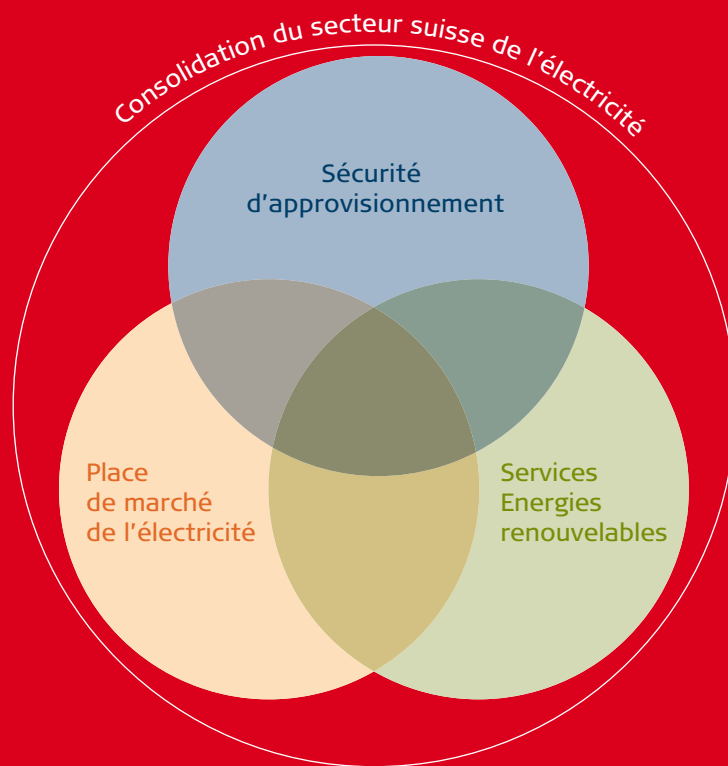 Consolidation du secteur suisse de l'électricité
Sécurité
d'approvisionnement
Place
de marché
de l'électricité
Services
Energies
renouvelables